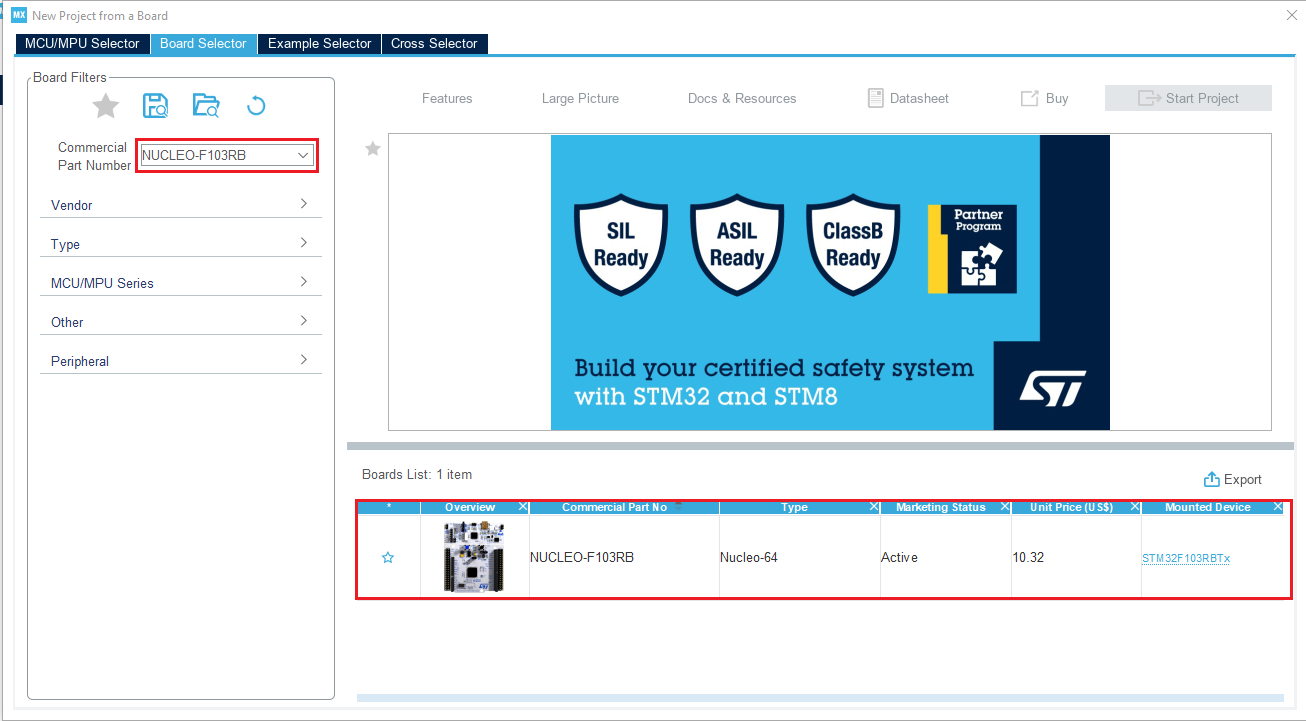 MX New Project from a Board
MCU/MPU Selector Board Selector Example Selector Cross Selector
Board Filters
Commercial
Part Number
NUCLEO-F103RB
Vendor
Type
MCU/MPU Series
Other
Peripheral
Features Large Picture Docs & Resources Datasheet Buy Start Project
SIL
Ready
ASIL
Ready
ClassB
Ready
Partner
Program
Build your certified safety system
with STM32 and STM8
ST
Boards List: 1 item
Export
* Overview Commercial Part No Type Marketing Status Unit Price (US$) Mounted Device
NUCLEO-F103RB Nucleo-64 Active 10.32 STM32F103RBTx